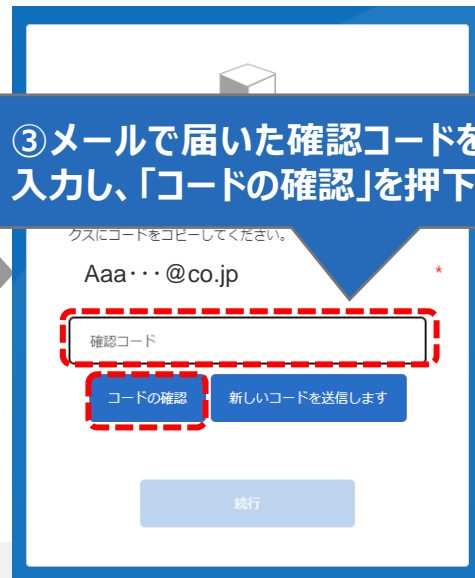 ③メールで届いた確認コードを
入力し、「コードの確認」を押下
クスにコードをコピーしてください。
Aaa･･･@co.jp
*
確認コード
コードの確認
新しいコードを送信します
続行